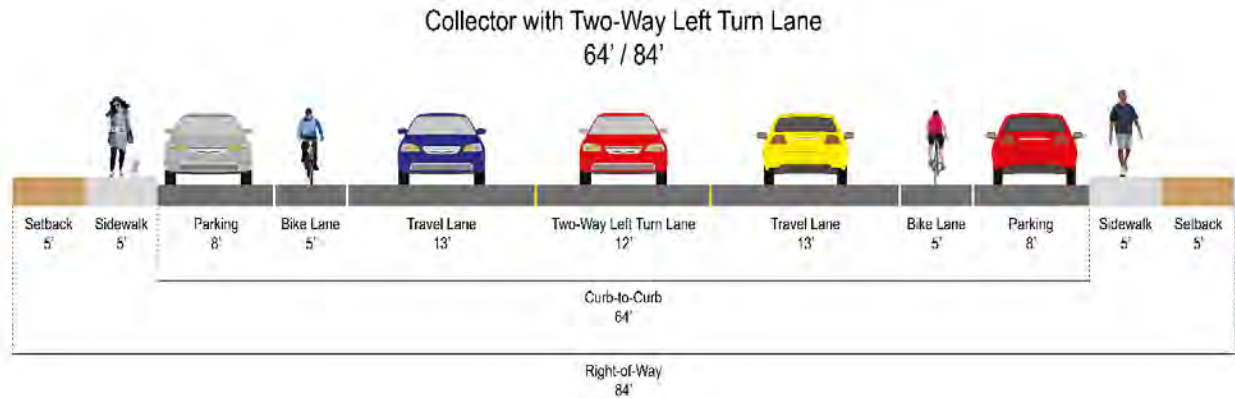 Collector with Two-Way Left Turn Lane
64' / 84'
Setback Sidewalk Parking Bike Lane Travel Lane Two-Way Left Turn Lane Travel Lane Bike Lane Parking Sidewalk Setback
5' 5' 8' 5' 13' 12' 13' 5' 8' 5' 5'
Curb-to-Curb
64'
Right-of-Way
84'